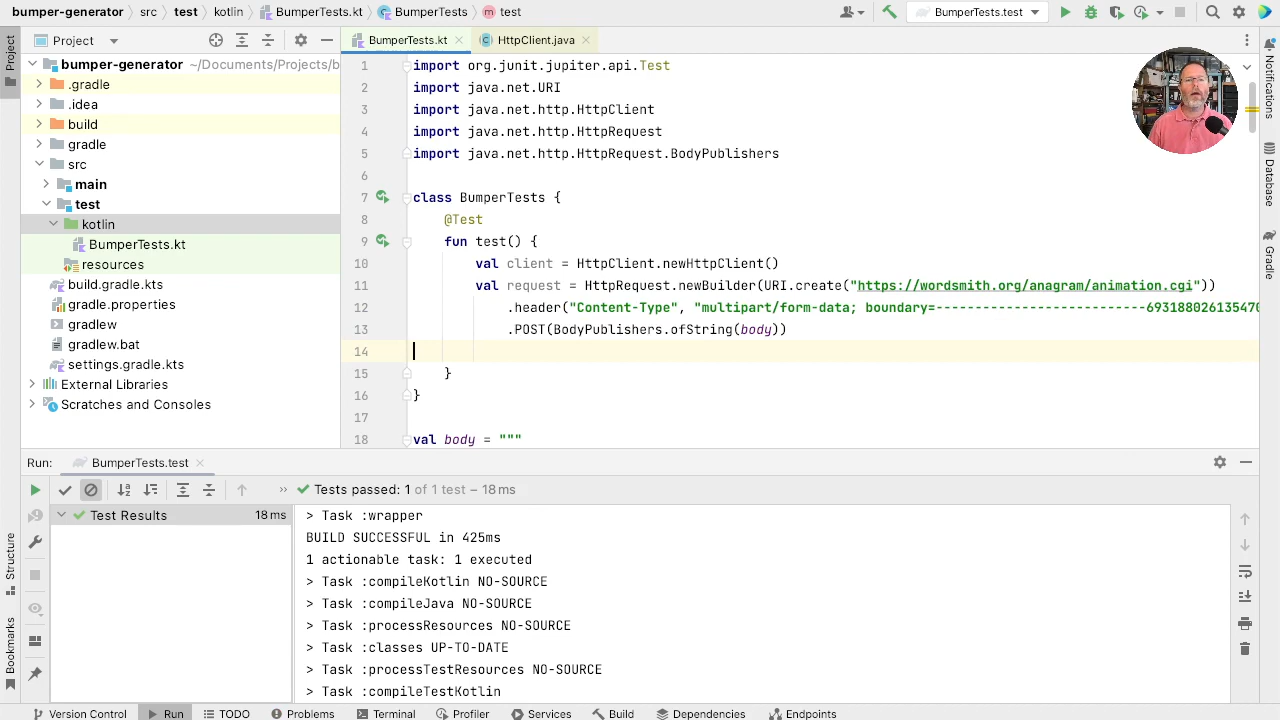 bumper-generator src test kotlin BumperTests.kt BumperTests test BumperTests.test
Project BumperTests.kt HttpClient.java
bumper-generator ~/Documents/Projects/b
.gradle
.idea
build
gradle
src
main
test
kotlin
BumperTests.kt
resources
build.gradle.kts
gradle.properties
gradlew
gradlew.bat
settings.gradle.kts
External Libraries
Scratches and Consoles
1 import org.junit.jupiter.api.Test
2 import java.net.URI
3 import java.net.http.HttpClient
4 import java.net.http.HttpRequest
5 import java.net.http.HttpRequest.BodyPublishers
6
7 class BumperTests {
8 @Test
9 fun test() {
10 val client = HttpClient.newHttpClient()
11 val request = HttpRequest.newBuilder(URI.create("https://wordsmith.org/anagram/animation.cgi"))
12 .header("Content-Type", "multipart/form-data; boundary=---------------------------693188026135470
13 .POST(BodyPublishers.ofString(body))
14
15 }
16 }
17
18 val body = """
Run: BumperTests.test
Tests passed: 1 of 1 test – 18 ms
Test Results 18 ms
> Task :wrapper
BUILD SUCCESSFUL in 425ms
1 actionable task: 1 executed
> Task :compileKotlin NO-SOURCE
> Task :compileJava NO-SOURCE
> Task :processResources NO-SOURCE
> Task :classes UP-TO-DATE
> Task :processTestResources NO-SOURCE
> Task :compileTestKotlin
Version Control Run TODO Problems Terminal Profiler Services Build Dependencies Endpoints
Project
Structure
Bookmarks
Notifications
Database
Gradle